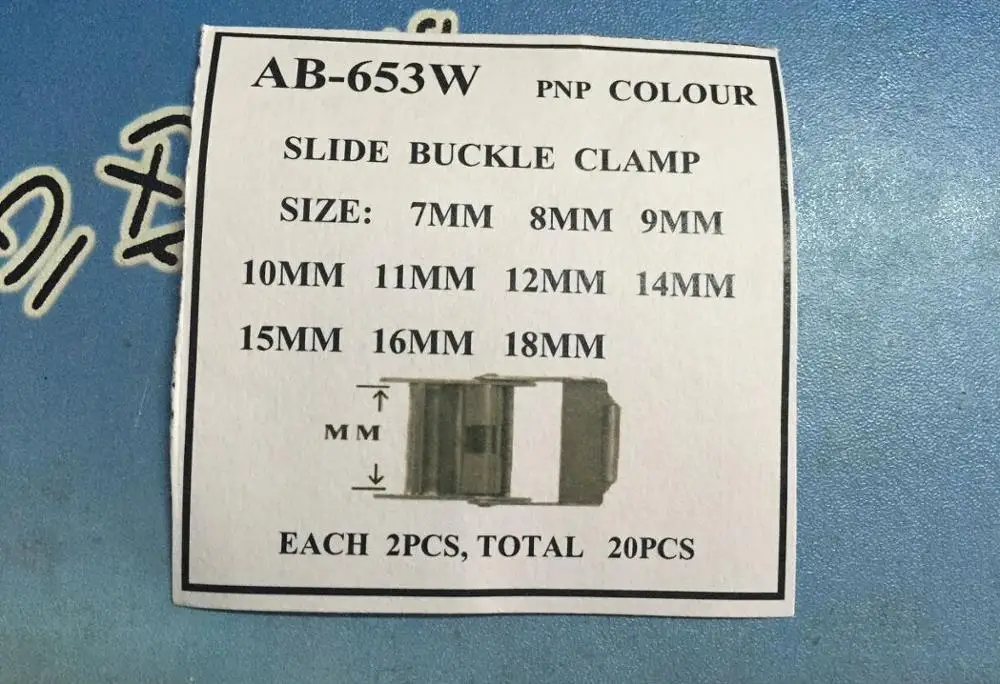 AB-653W PNP COLOUR
SLIDE BUCKLE CLAMP
SIZE: 7MM 8MM 9MM
10MM 11MM 12MM 14MM
15MM 16MM 18MM
MM
EACH 2PCS, TOTAL 20PCS